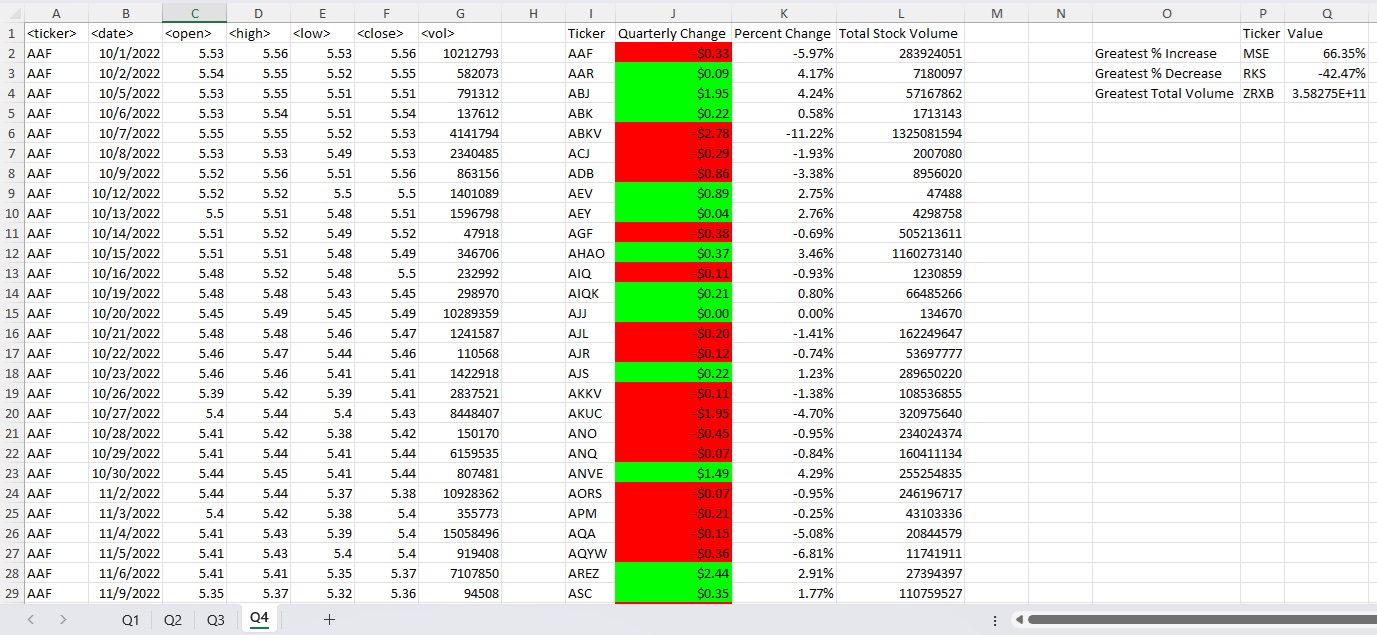 A B C D E F G H I J K L M N O P Q
1 <ticker> <date> <open> <high> <low> <close> <vol> Ticker Quarterly Change Percent Change Total Stock Volume Ticker Value
2 AAF 10/1/2022 5.53 5.56 5.53 5.56 10212793 AAF -$0.33 -5.97% 283924051 Greatest % Increase MSE 66.35%
3 AAF 10/2/2022 5.54 5.55 5.52 5.55 582073 AAR $0.09 4.17% 7180097 Greatest % Decrease RKS -42.47%
4 AAF 10/5/2022 5.53 5.55 5.51 5.51 791312 ABJ $1.95 4.24% 57167862 Greatest Total Volume ZRXB 3.58275E+11
5 AAF 10/6/2022 5.53 5.54 5.51 5.54 137612 ABK $0.22 0.58% 1713143
6 AAF 10/7/2022 5.55 5.55 5.52 5.53 4141794 ABKV -$2.78 -11.22% 1325081594
7 AAF 10/8/2022 5.53 5.53 5.49 5.53 2340485 ACJ -$0.29 -1.93% 2007080
8 AAF 10/9/2022 5.52 5.56 5.51 5.56 863156 ADB -$0.86 -3.38% 8956020
9 AAF 10/12/2022 5.52 5.52 5.5 5.5 1401089 AEV $0.89 2.75% 47488
10 AAF 10/13/2022 5.5 5.51 5.48 5.51 1596798 AEY $0.04 2.76% 4298758
11 AAF 10/14/2022 5.51 5.52 5.49 5.52 47918 AGF -$0.38 -0.69% 505213611
12 AAF 10/15/2022 5.51 5.51 5.48 5.49 346706 AHAO $0.37 3.46% 1160273140
13 AAF 10/16/2022 5.48 5.52 5.48 5.5 232992 AIQ -$0.11 -0.93% 1230859
14 AAF 10/19/2022 5.48 5.48 5.43 5.45 298970 AIQK $0.21 0.80% 66485266
15 AAF 10/20/2022 5.45 5.49 5.45 5.49 10289359 AJJ $0.00 0.00% 134670
16 AAF 10/21/2022 5.48 5.48 5.46 5.47 1241587 AJL -$0.20 -1.41% 162249647
17 AAF 10/22/2022 5.46 5.47 5.44 5.46 110568 AJR -$0.12 -0.74% 53697777
18 AAF 10/23/2022 5.46 5.46 5.41 5.41 1422918 AJS $0.22 1.23% 289650220
19 AAF 10/26/2022 5.39 5.42 5.39 5.41 2837521 AKKV -$0.11 -1.38% 108536855
20 AAF 10/27/2022 5.4 5.44 5.4 5.43 8448407 AKUC -$1.95 -4.70% 320975640
21 AAF 10/28/2022 5.41 5.42 5.38 5.42 150170 ANO -$0.45 -0.95% 234024374
22 AAF 10/29/2022 5.41 5.44 5.41 5.44 6159535 ANQ -$0.07 -0.84% 160411134
23 AAF 10/30/2022 5.44 5.45 5.41 5.44 807481 ANVE $1.49 4.29% 255254835
24 AAF 11/2/2022 5.44 5.44 5.37 5.38 10928362 AORS -$0.07 -0.95% 246196717
25 AAF 11/3/2022 5.4 5.42 5.38 5.4 355773 APM -$0.21 -0.25% 43103336
26 AAF 11/4/2022 5.41 5.43 5.39 5.4 15058496 AQA -$0.15 -5.08% 20844579
27 AAF 11/5/2022 5.41 5.43 5.4 5.4 919408 AQYW -$0.36 -6.81% 11741911
28 AAF 11/6/2022 5.41 5.41 5.35 5.37 7107850 AREZ $2.44 2.91% 27394397
29 AAF 11/9/2022 5.35 5.37 5.32 5.36 94508 ASC $0.35 1.77% 110759527
Q1 Q2 Q3 Q4 +